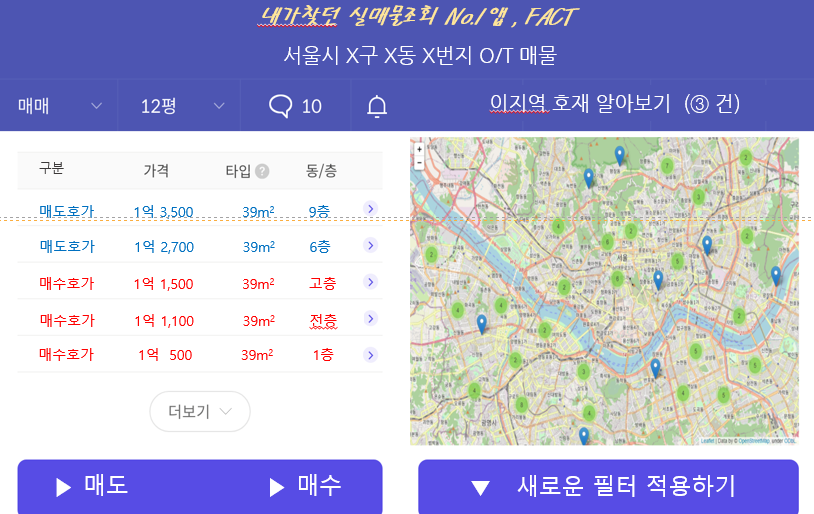 내가찾던 실매물조회 No.1 앱 , FACT
서울시 X구 X동 X번지 O/T 매물
매매 12평 10 이지역 호재 알아보기 (③ 건)
구분 가격 타입 ? 동/층
매도호가 1억 3,500 39m² 9층
매도호가 1억 2,700 39m² 6층
매수호가 1억 1,500 39m² 고층
매수호가 1억 1,100 39m² 전층
매수호가 1억 500 39m² 1층
더보기
▶ 매도 ▶ 매수
▼ 새로운 필터 적용하기
서울
광명시
Leaflet | Data by © OpenStreetMap, under ODbL.